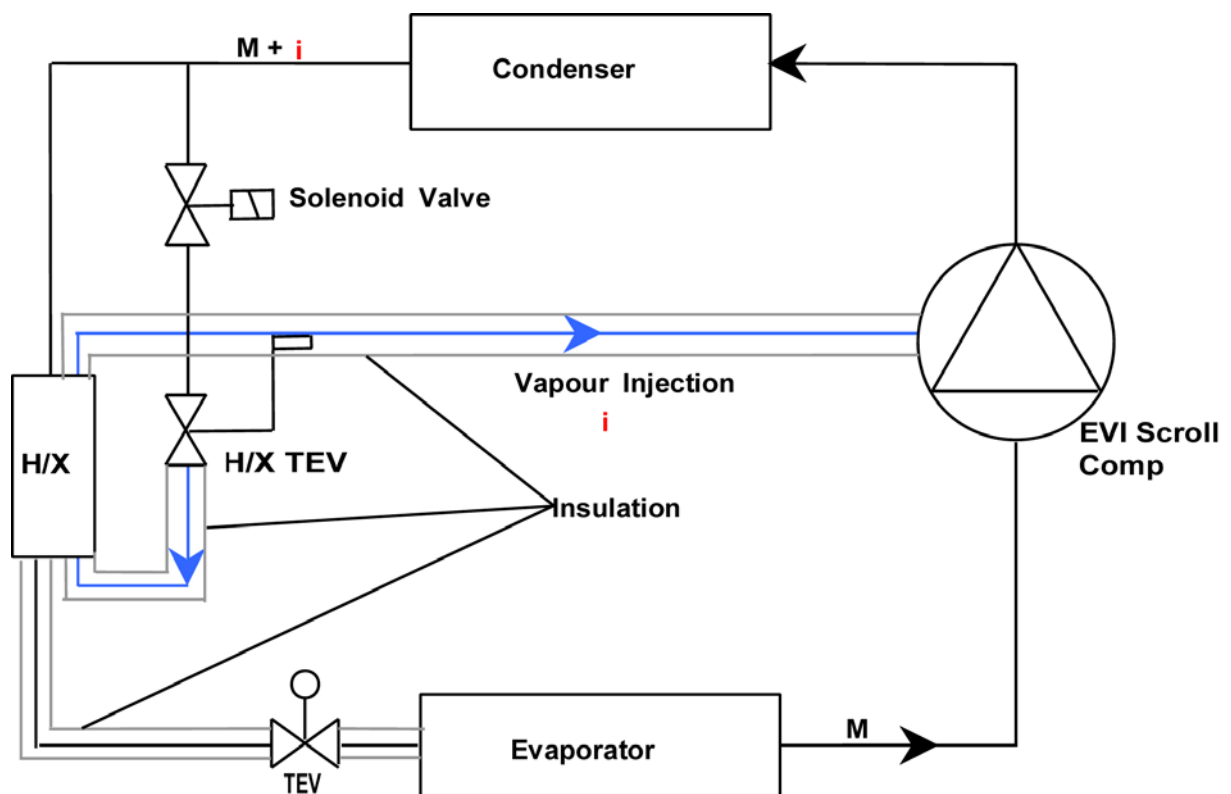 M + i
Condenser
Solenoid Valve
Vapour Injection
i
EVI Scroll
Comp
H/X
H/X TEV
Insulation
M
Evaporator
TEV